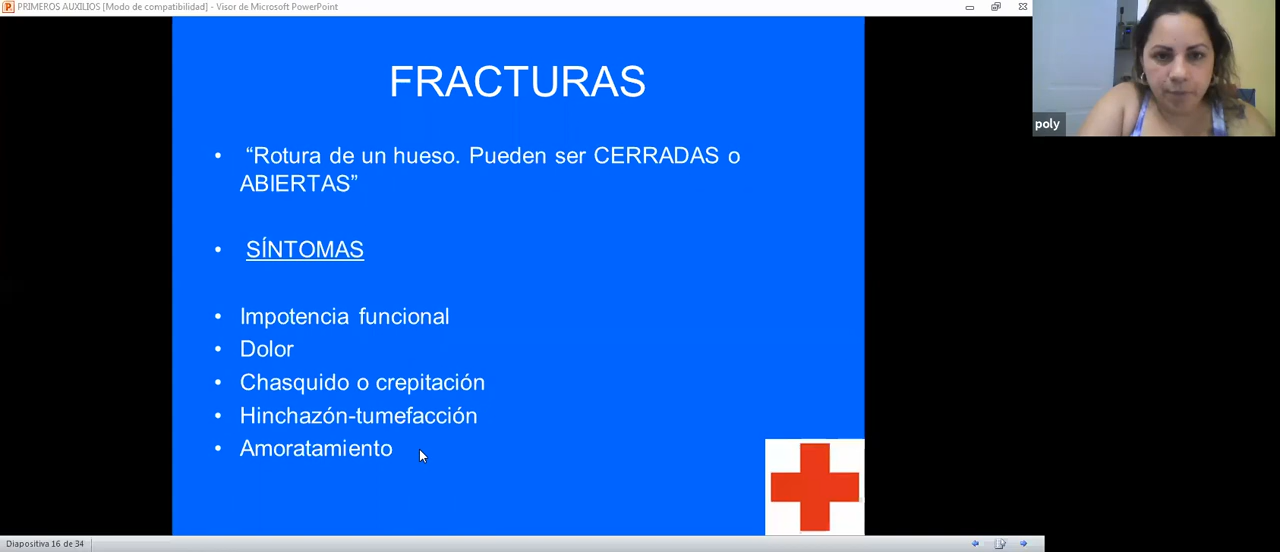 PRIMEROS AUXILIOS [Modo de compatibilidad] - Visor de Microsoft PowerPoint
FRACTURAS
• “Rotura de un hueso. Pueden ser CERRADAS o
ABIERTAS”
• SÍNTOMAS
• Impotencia funcional
• Dolor
• Chasquido o crepitación
• Hinchazón-tumefacción
• Amoratamiento
poly
Diapositiva 16 de 34